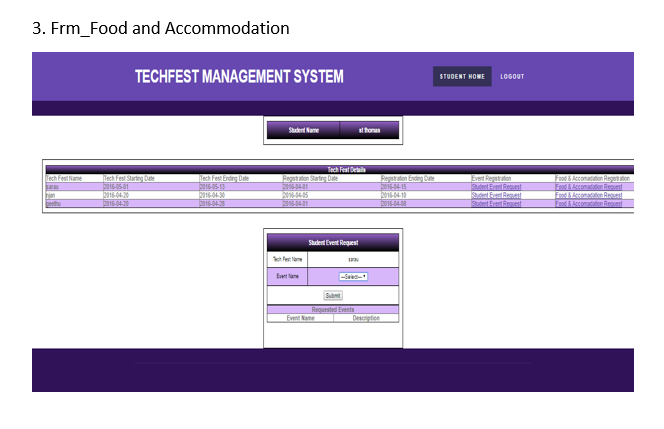 3. Frm_Food and Accommodation
TECHFEST MANAGEMENT SYSTEM STUDENT HOME LOGOUT
Student Name st thomas
Tech Fest Details
Tech Fest Name Tech Fest Starting Date Tech Fest Ending Date Registration Starting Date Registration Ending Date Event Registration Food & Accomadation Registration
sarau 2016-05-01 2016-05-13 2016-04-01 2016-04-15 Student Event Request Food & Accomadation Request
njan 2016-04-20 2016-04-30 2016-04-05 2016-04-10 Student Event Request Food & Accomadation Request
geethu 2016-04-20 2016-04-28 2016-04-01 2016-04-08 Student Event Request Food & Accomadation Request
Student Event Request
Tech Fest Name sarau
Event Name ---Select---
Submit
Requested Events
Event Name Description